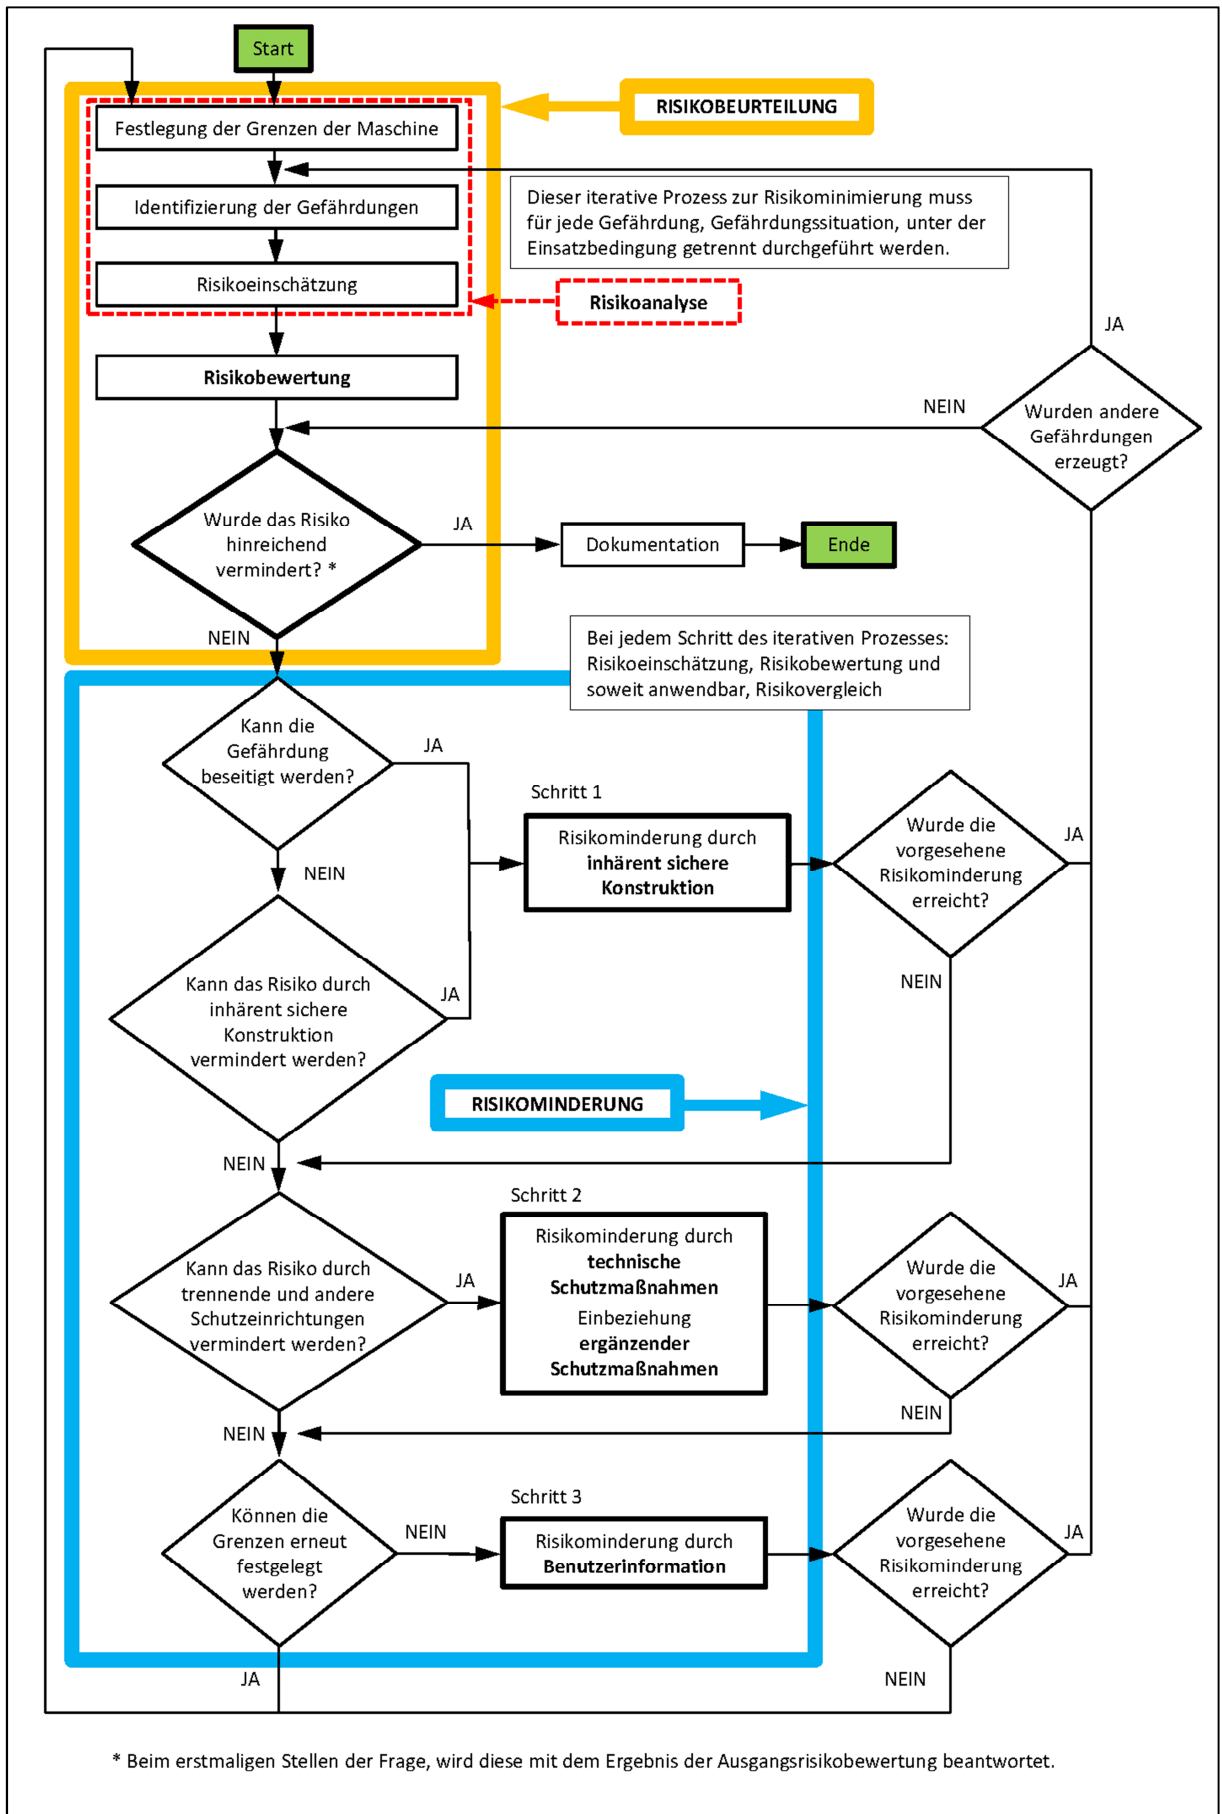 Start
RISIKOBEURTEILUNG
Festlegung der Grenzen der Maschine
Identifizierung der Gefährdungen
Dieser iterative Prozess zur Risikominimierung muss
für jede Gefährdung, Gefährdungssituation, unter der
Einsatzbedingung getrennt durchgeführt werden.
Risikoeinschätzung
Risikoanalyse
JA
Risikobewertung
NEIN
Wurden andere
Gefährdungen
erzeugt?
Wurde das Risiko
hinreichend
vermindert? *
JA
Dokumentation
Ende
NEIN
Bei jedem Schritt des iterativen Prozesses:
Risikoeinschätzung, Risikobewertung und
soweit anwendbar, Risikovergleich
Kann die
Gefährdung
beseitigt werden?
JA
NEIN
Schritt 1
Risikominderung durch
inhärent sichere
Konstruktion
Wurde die
vorgesehene
Risikominderung
erreicht?
JA
NEIN
Kann das Risiko durch
inhärent sichere
Konstruktion
vermindert werden?
JA
RISIKOMINDERUNG
NEIN
Schritt 2
Kann das Risiko durch
trennende und andere
Schutzeinrichtungen
vermindert werden?
JA
Risikominderung durch
technische
Schutzmaßnahmen
Einbeziehung
ergänzender
Schutzmaßnahmen
Wurde die
vorgesehene
Risikominderung
erreicht?
JA
NEIN
NEIN
Schritt 3
Können die
Grenzen erneut
festgelegt
werden?
NEIN
Risikominderung durch
Benutzerinformation
Wurde die
vorgesehene
Risikominderung
erreicht?
JA
JA
NEIN
* Beim erstmaligen Stellen der Frage, wird diese mit dem Ergebnis der Ausgangsrisikobewertung beantwortet.